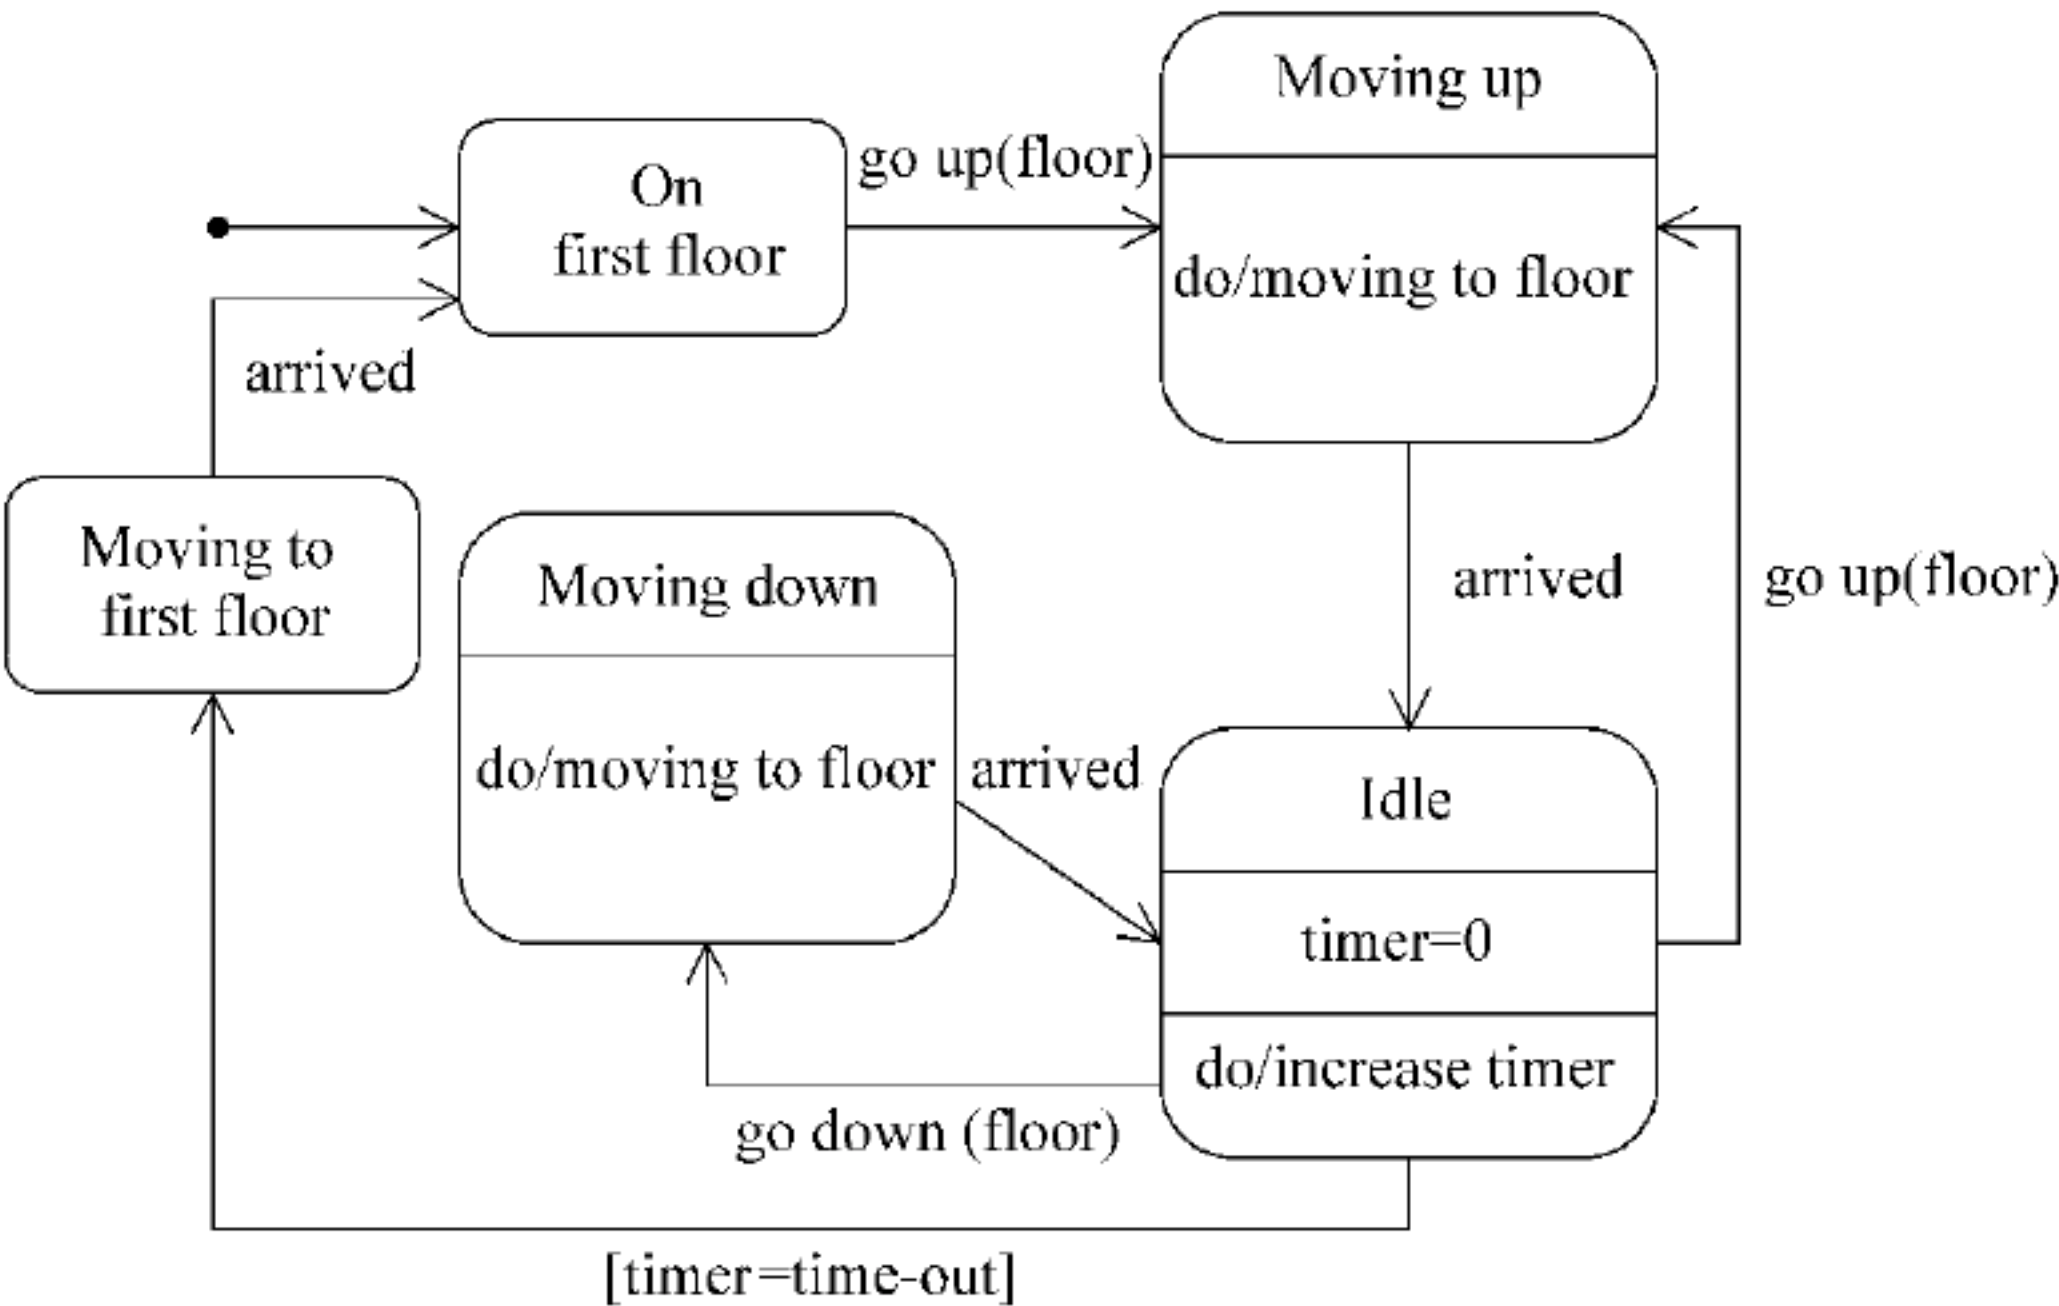 Moving up
On
first floor
go up(floor)
do/moving to floor
arrived
Moving to
first floor
Moving down
do/moving to floor
arrived
arrived
go up(floor)
Idle
timer=0
do/increase timer
go down (floor)
[timer=time-out]